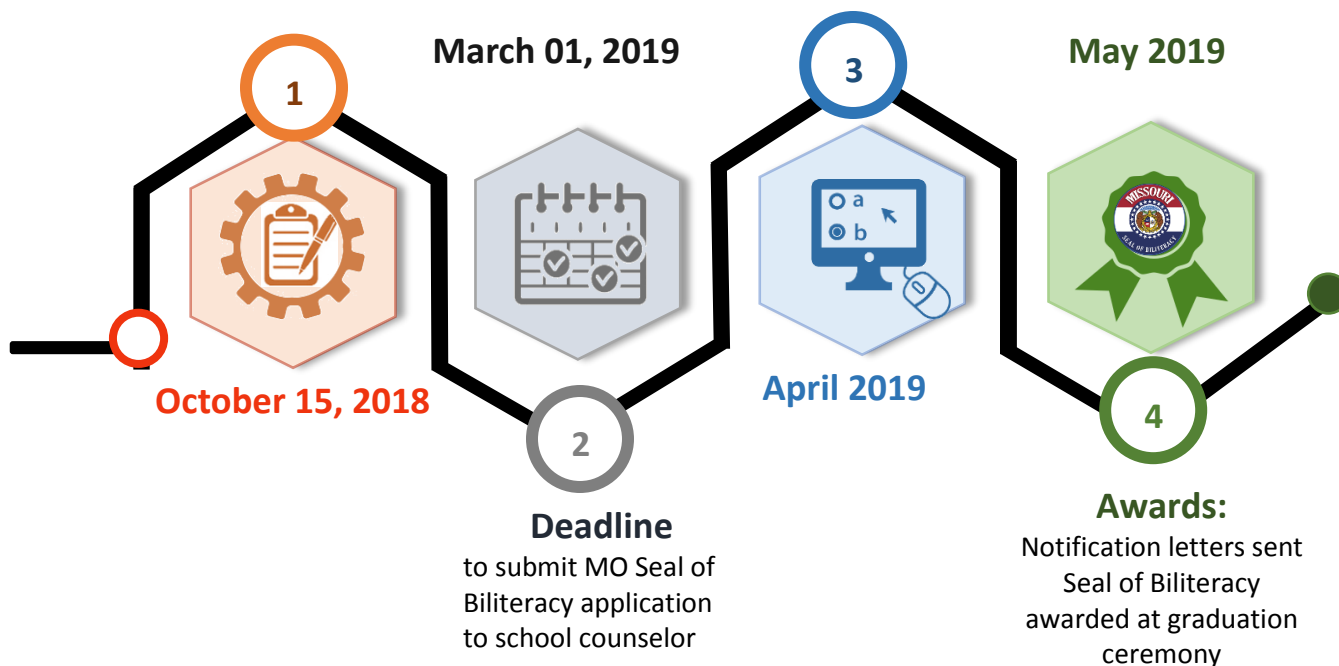 1
October 15, 2018
March 01, 2019
2
Deadline
to submit MO Seal of
Biliteracy application
to school counselor
3
a
b
April 2019
May 2019
MISSOURI
SEAL OF BILITERACY
4
Awards:
Notification letters sent
Seal of Biliteracy
awarded at graduation
ceremony